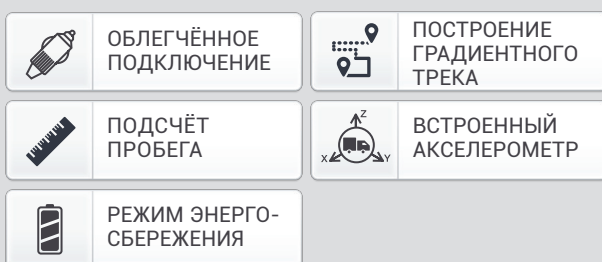 ОБЛЕГЧЁННОЕ
ПОДКЛЮЧЕНИЕ
ПОСТРОЕНИЕ
ГРАДИЕНТНОГО
ТРЕКА
ПОДСЧЁТ
ПРОБЕГА
Z
X
Y
ВСТРОЕННЫЙ
АКСЕЛЕРОМЕТР
РЕЖИМ ЭНЕРГО-
СБЕРЕЖЕНИЯ